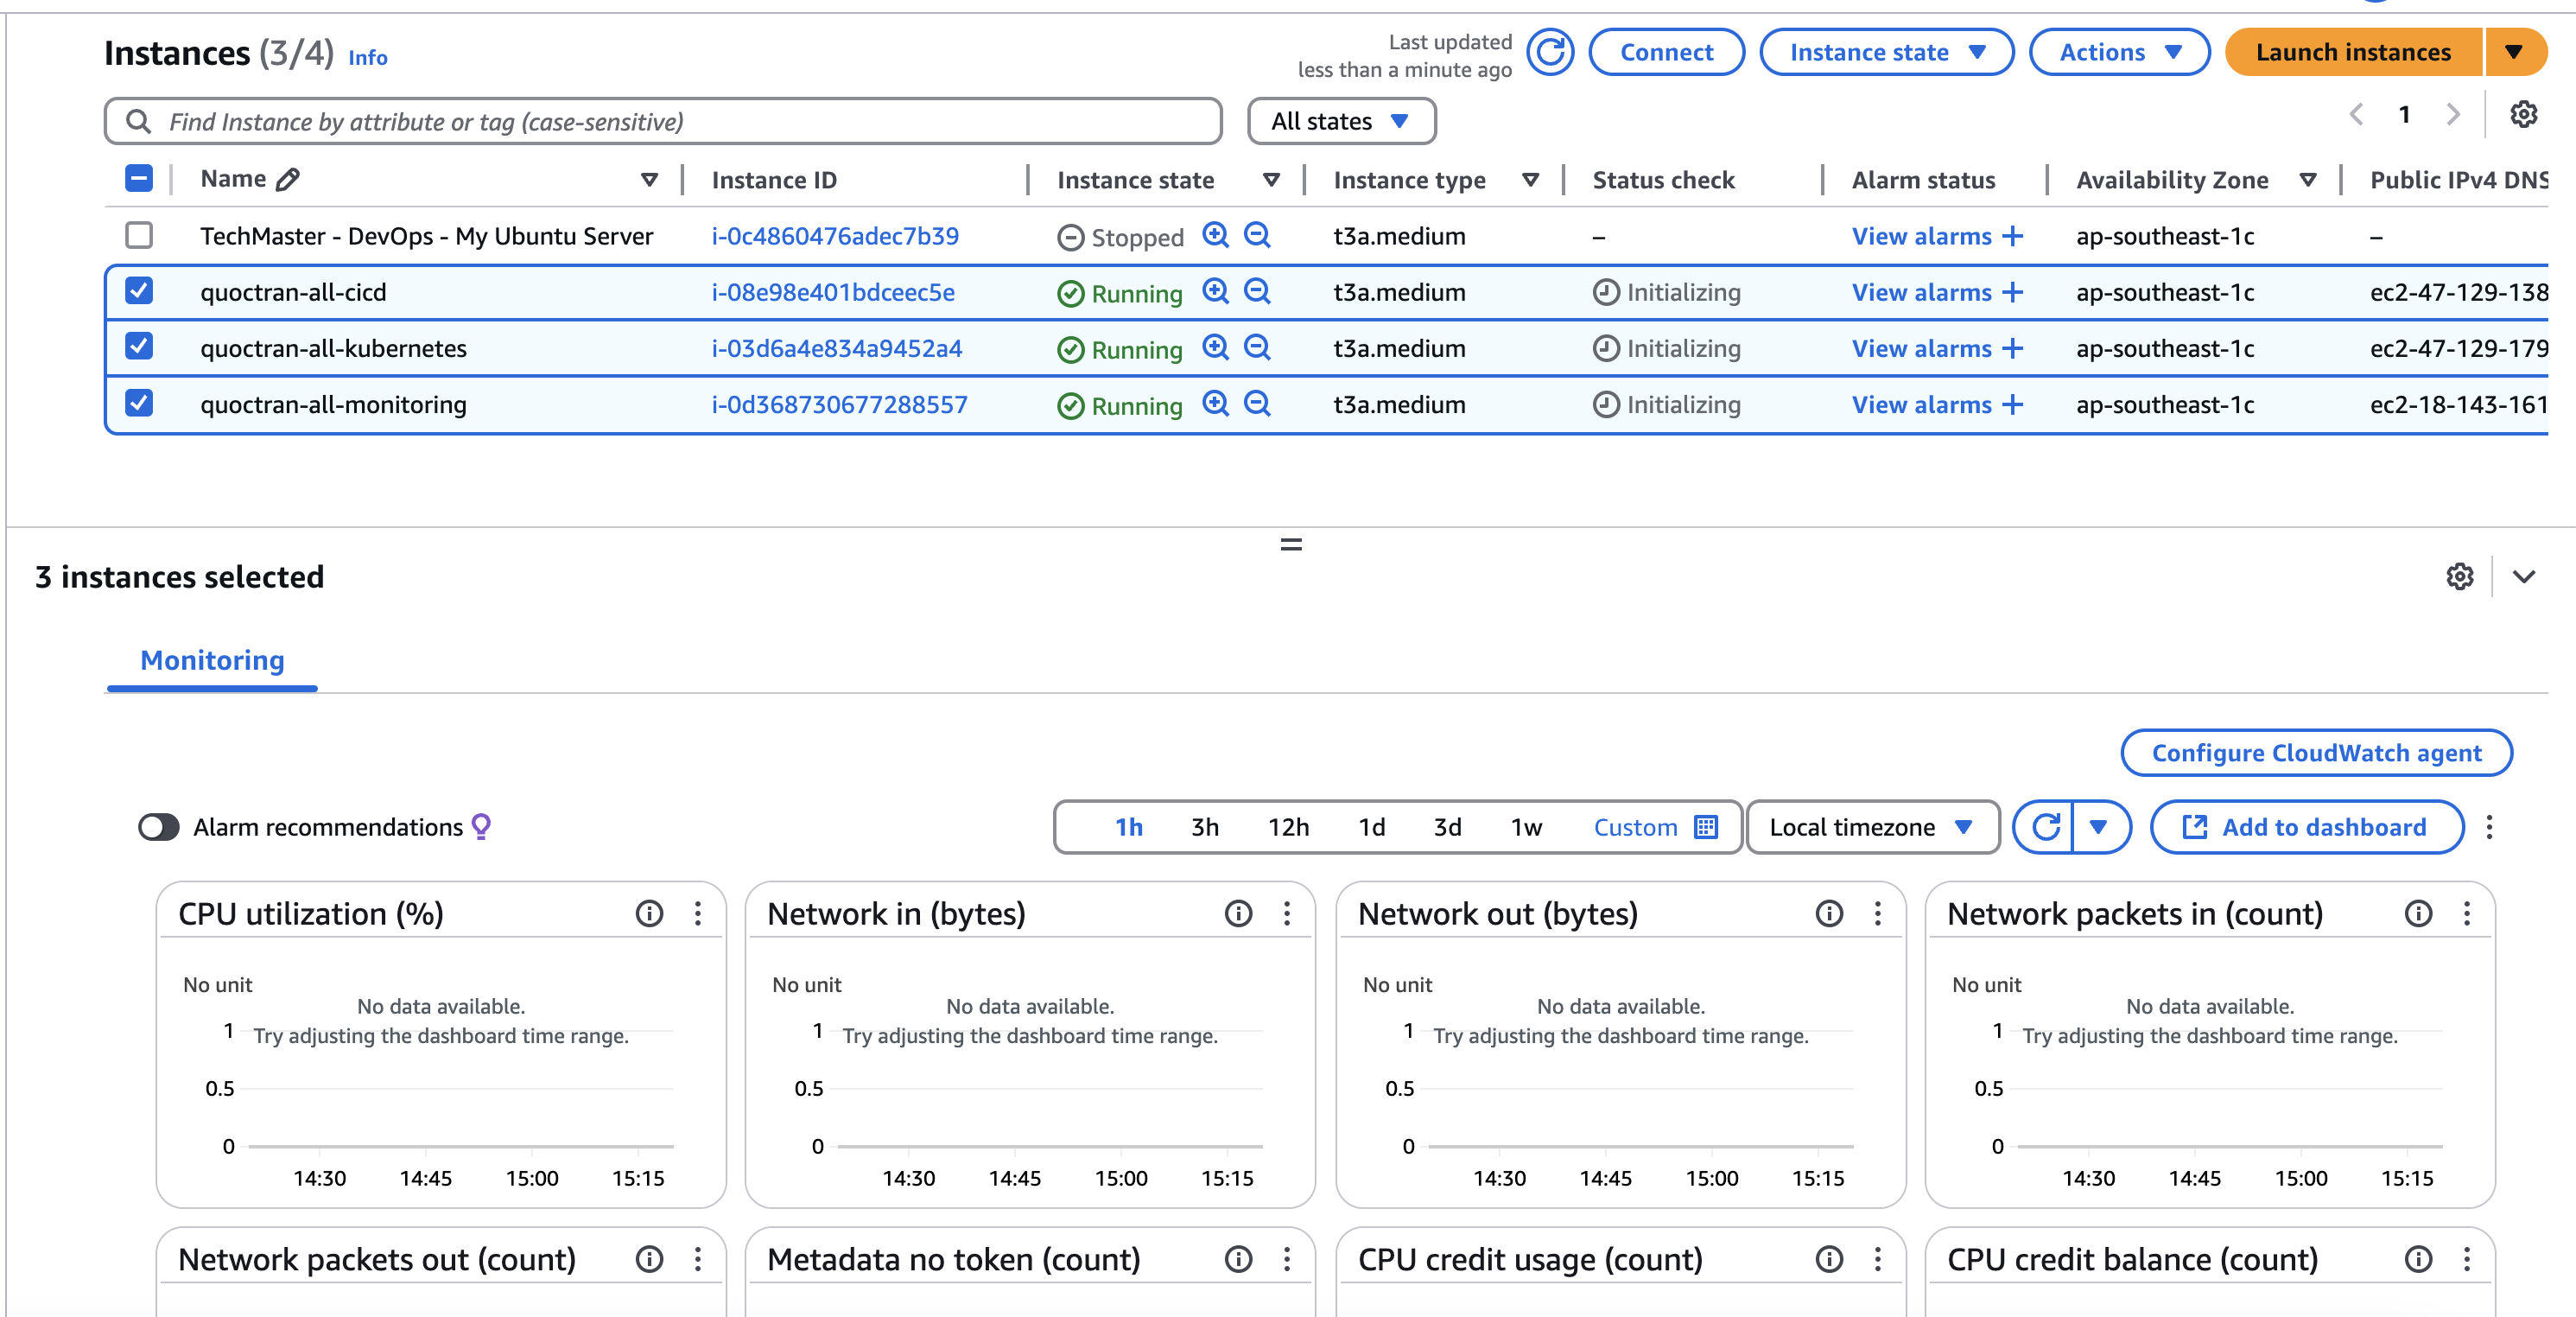 Instances (3/4) Info
Last updated
less than a minute ago
Connect
Instance state
Actions
Launch instances
Find Instance by attribute or tag (case-sensitive)
All states
1
Name Instance ID Instance state Instance type Status check Alarm status Availability Zone Public IPv4 DNS
TechMaster - DevOps - My Ubuntu Server i-0c4860476adec7b39 Stopped t3a.medium – View alarms + ap-southeast-1c –
quoctran-all-cicd i-08e98e401bdceec5e Running t3a.medium Initializing View alarms + ap-southeast-1c ec2-47-129-138
quoctran-all-kubernetes i-03d6a4e834a9452a4 Running t3a.medium Initializing View alarms + ap-southeast-1c ec2-47-129-179
quoctran-all-monitoring i-0d368730677288557 Running t3a.medium Initializing View alarms + ap-southeast-1c ec2-18-143-161
3 instances selected
Monitoring
Configure CloudWatch agent
Alarm recommendations
1h 3h 12h 1d 3d 1w Custom
Local timezone
Add to dashboard
CPU utilization (%)
No unit
No data available.
Try adjusting the dashboard time range.
1
0.5
0
14:30 14:45 15:00 15:15
Network in (bytes)
No unit
No data available.
Try adjusting the dashboard time range.
1
0.5
0
14:30 14:45 15:00 15:15
Network out (bytes)
No unit
No data available.
Try adjusting the dashboard time range.
1
0.5
0
14:30 14:45 15:00 15:15
Network packets in (count)
No unit
No data available.
Try adjusting the dashboard time range.
1
0.5
0
14:30 14:45 15:00 15:15
Network packets out (count)
Metadata no token (count)
CPU credit usage (count)
CPU credit balance (count)